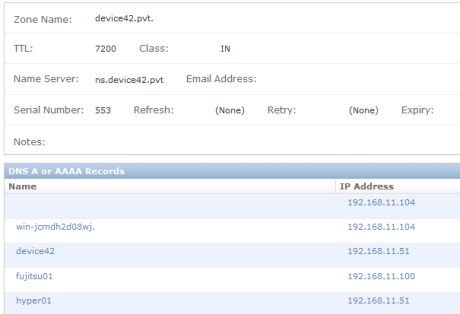 Zone Name: device42.pvt.
TTL: 7200 Class: IN
Name Server: ns.device42.pvt Email Address:
Serial Number: 553 Refresh: (None) Retry: (None) Expiry:
Notes:
DNS A or AAAA Records
Name IP Address
192.168.11.104
win-jcmdh2d08wj. 192.168.11.104
device42 192.168.11.51
fujitsu01 192.168.11.100
hyper01 192.168.11.51